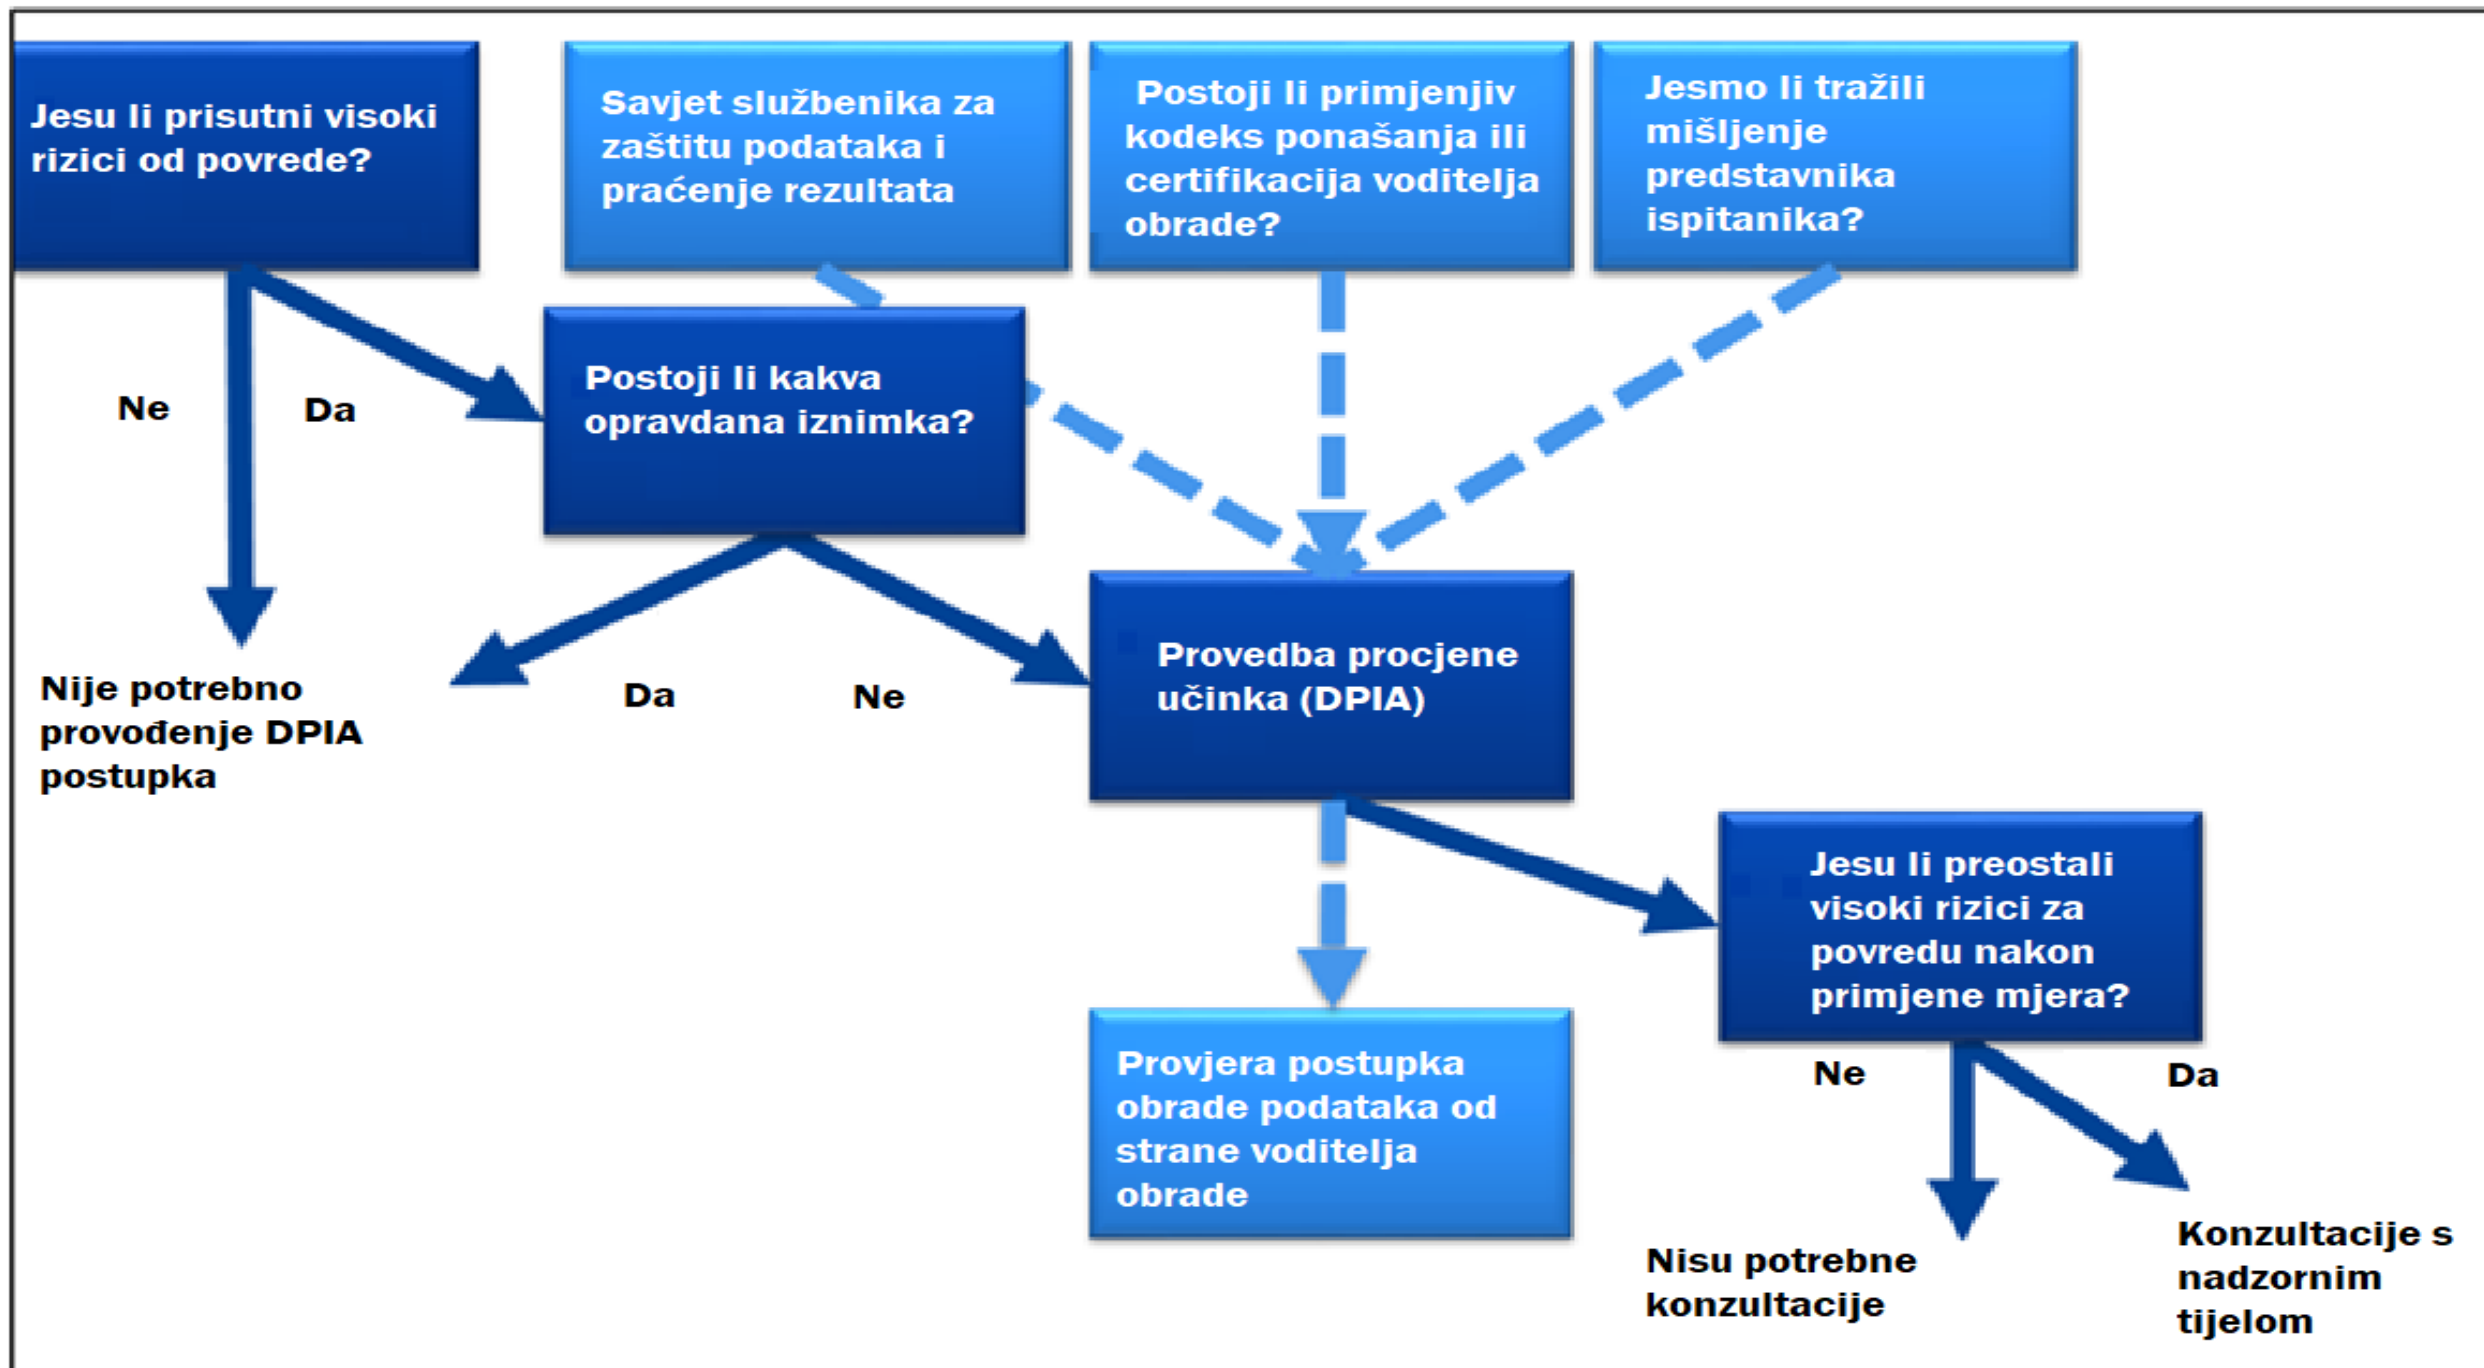 Jesu li prisutni visoki
rizici od povrede?
Savjet službenika za
zaštitu podataka i
praćenje rezultata
Postoji li primjenjiv
kodeks ponašanja ili
certifikacija voditelja
obrade?
Jesmo li tražili
mišljenje
predstavnika
ispitanika?
Ne
Da
Postoji li kakva
opravdana iznimka?
Nije potrebno
provođenje DPIA
postupka
Da
Ne
Provedba procjene
učinka (DPIA)
Jesu li preostali
visoki rizici za
povredu nakon
primjene mjera?
Provjera postupka
obrade podataka od
strane voditelja
obrade
Ne
Da
Nisu potrebne
konzultacije
Konzultacije s
nadzornim
tijelom